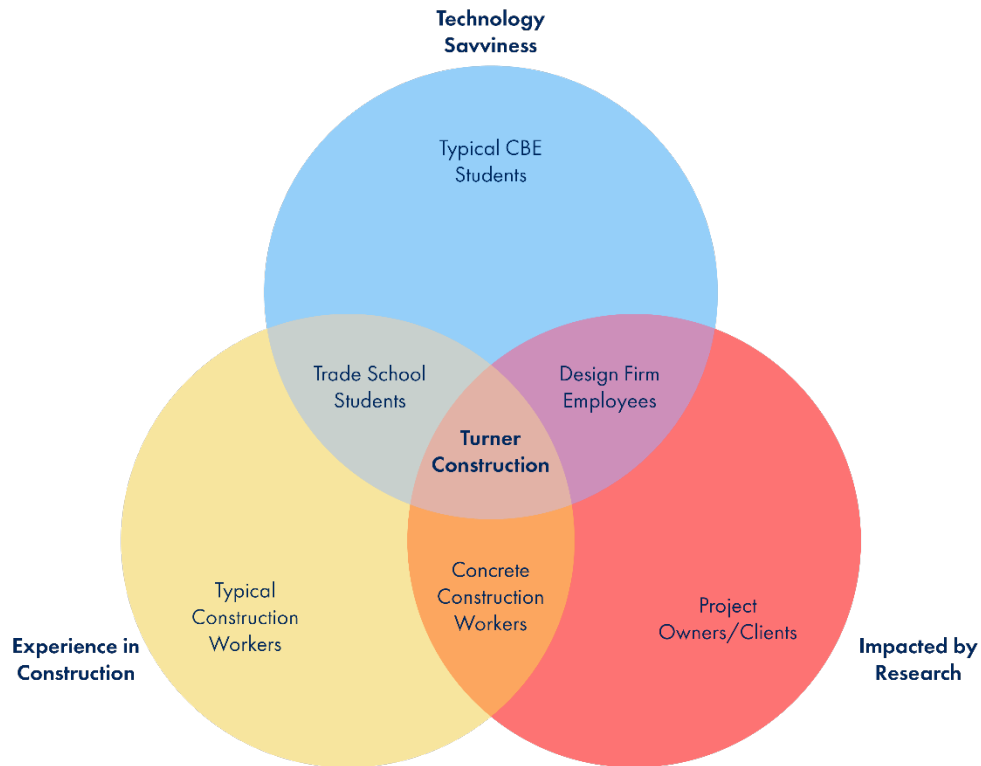 Technology
Savviness
Typical CBE
Students
Trade School
Students
Design Firm
Employees
Turner
Construction
Typical
Construction
Workers
Concrete
Construction
Workers
Project
Owners/Clients
Experience in
Construction
Impacted by
Research